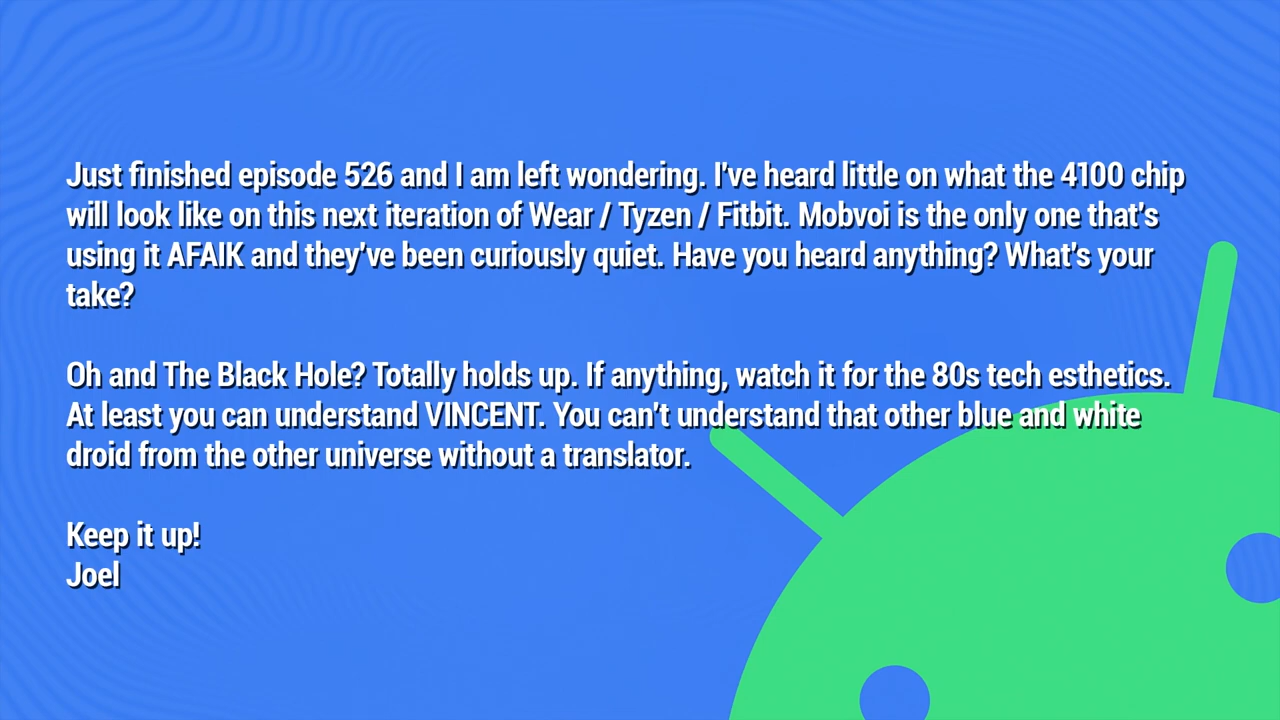 Just finished episode 526 and I am left wondering. I've heard little on what the 4100 chip
will look like on this next iteration of Wear / Tyzen / Fitbit. Mobvoi is the only one that's
using it AFAIK and they've been curiously quiet. Have you heard anything? What's your
take?
Oh and The Black Hole? Totally holds up. If anything, watch it for the 80s tech esthetics.
At least you can understand VINCENT. You can't understand that other blue and white
droid from the other universe without a translator.
Keep it up!
Joel